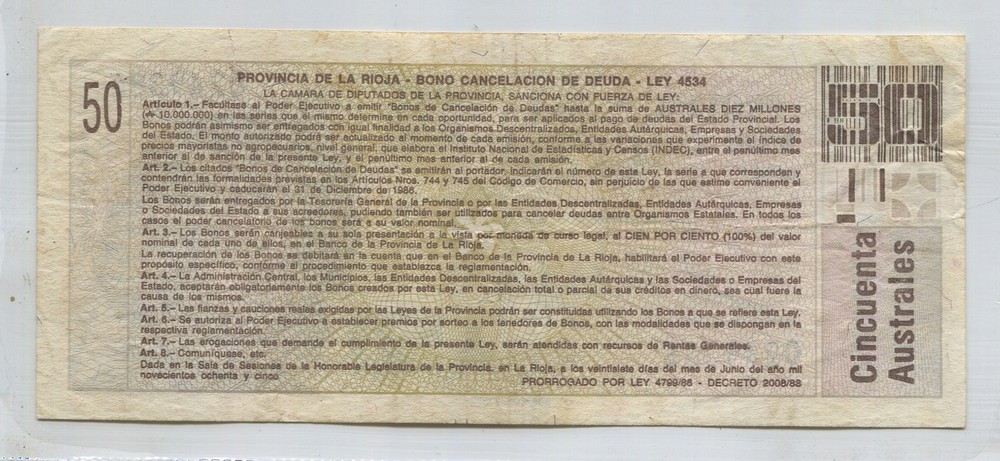 50
PROVINCIA DE LA RIOJA - BONO CANCELACION DE DEUDA - LEY 4534
LA CAMARA DE DIPUTADOS DE LA PROVINCIA, SANCIONA CON FUERZA DE LEY:
Artículo 1.– Facúltase al Poder Ejecutivo a emitir "Bonos de Cancelación de Deudas" hasta la suma de AUSTRALES DIEZ MILLONES
(₳ 10.000.000) en las series que el mismo determine en cada oportunidad, para ser aplicados al pago de deudas del Estado Provincial. Los
Bonos podrán asimismo ser entregados con igual finalidad a los Organismos Descentralizados, Entidades Autárquicas, Empresas y Sociedades
del Estado. El monto autorizado podrá ser actualizado al momento de cada emisión, conforme a las variaciones que experimente el índice de
precios mayoristas no agropecuarios, nivel general, que elabora el Instituto Nacional de Estadísticas y Censos (INDEC), entre el penúltimo mes
anterior al de sanción de la presente Ley, y el penúltimo mes anterior al de cada emisión.
Art. 2.– Los citados "Bonos de Cancelación de Deudas" se emitirán al portador, indicarán el número de esta Ley, la serie a que correspondan y
contendrán las formalidades previstas en los Artículos Nros. 744 y 745 del Código de Comercio, sin perjuicio de las que estime conveniente el
Poder Ejecutivo y caducarán el 31 de Diciembre de 1986.
Los Bonos serán entregados por la Tesorería General de la Provincia o por las Entidades Descentralizadas, Entidades Autárquicas, Empresas
o Sociedades del Estado a sus acreedores, pudiendo también ser utilizados para cancelar deudas entre Organismos Estatales. En todos los
casos el poder cancelatorio de los bonos será a su valor nominal.
Art. 3.– Los Bonos serán canjeables a su sola presentación a la vista por moneda de curso legal, al CIEN POR CIENTO (100%) del valor
nominal de cada uno de ellos, en el Banco de la Provincia de La Rioja.
La recuperación de los Bonos se debitará en la cuenta que en el Banco de la Provincia de La Rioja, habilitará el Poder Ejecutivo con este
propósito específico, conforme al procedimiento que establezca la reglamentación.
Art. 4.– La Administración Central, los Municipios, las Entidades Descentralizadas, las Entidades Autárquicas y las Sociedades o Empresas del
Estado, aceptarán obligatoriamente los Bonos creados por esta Ley, en cancelación total o parcial de sus créditos en dinero, sea cual fuere la
causa de los mismos.
Art. 5.– Las fianzas y cauciones reales exigidas por las Leyes de la Provincia podrán ser constituidas utilizando los Bonos a que se refiere esta Ley.
Art. 6.– Se autoriza al Poder Ejecutivo a establecer premios por sorteo a los tenedores de Bonos, con las modalidades que se dispongan en la
respectiva reglamentación.
Art. 7.– Las erogaciones que demande el cumplimiento de la presente Ley, serán atendidas con recursos de Rentas Generales.
Art. 8.– Comuníquese, etc.
Dada en la Sala de Sesiones de la Honorable Legislatura de la Provincia, en La Rioja, a los veintisiete días del mes de Junio del año mil
novecientos ochenta y cinco
PRORROGADO POR LEY 4799/86 - DECRETO 2008/88
50
Cincuenta
Australes